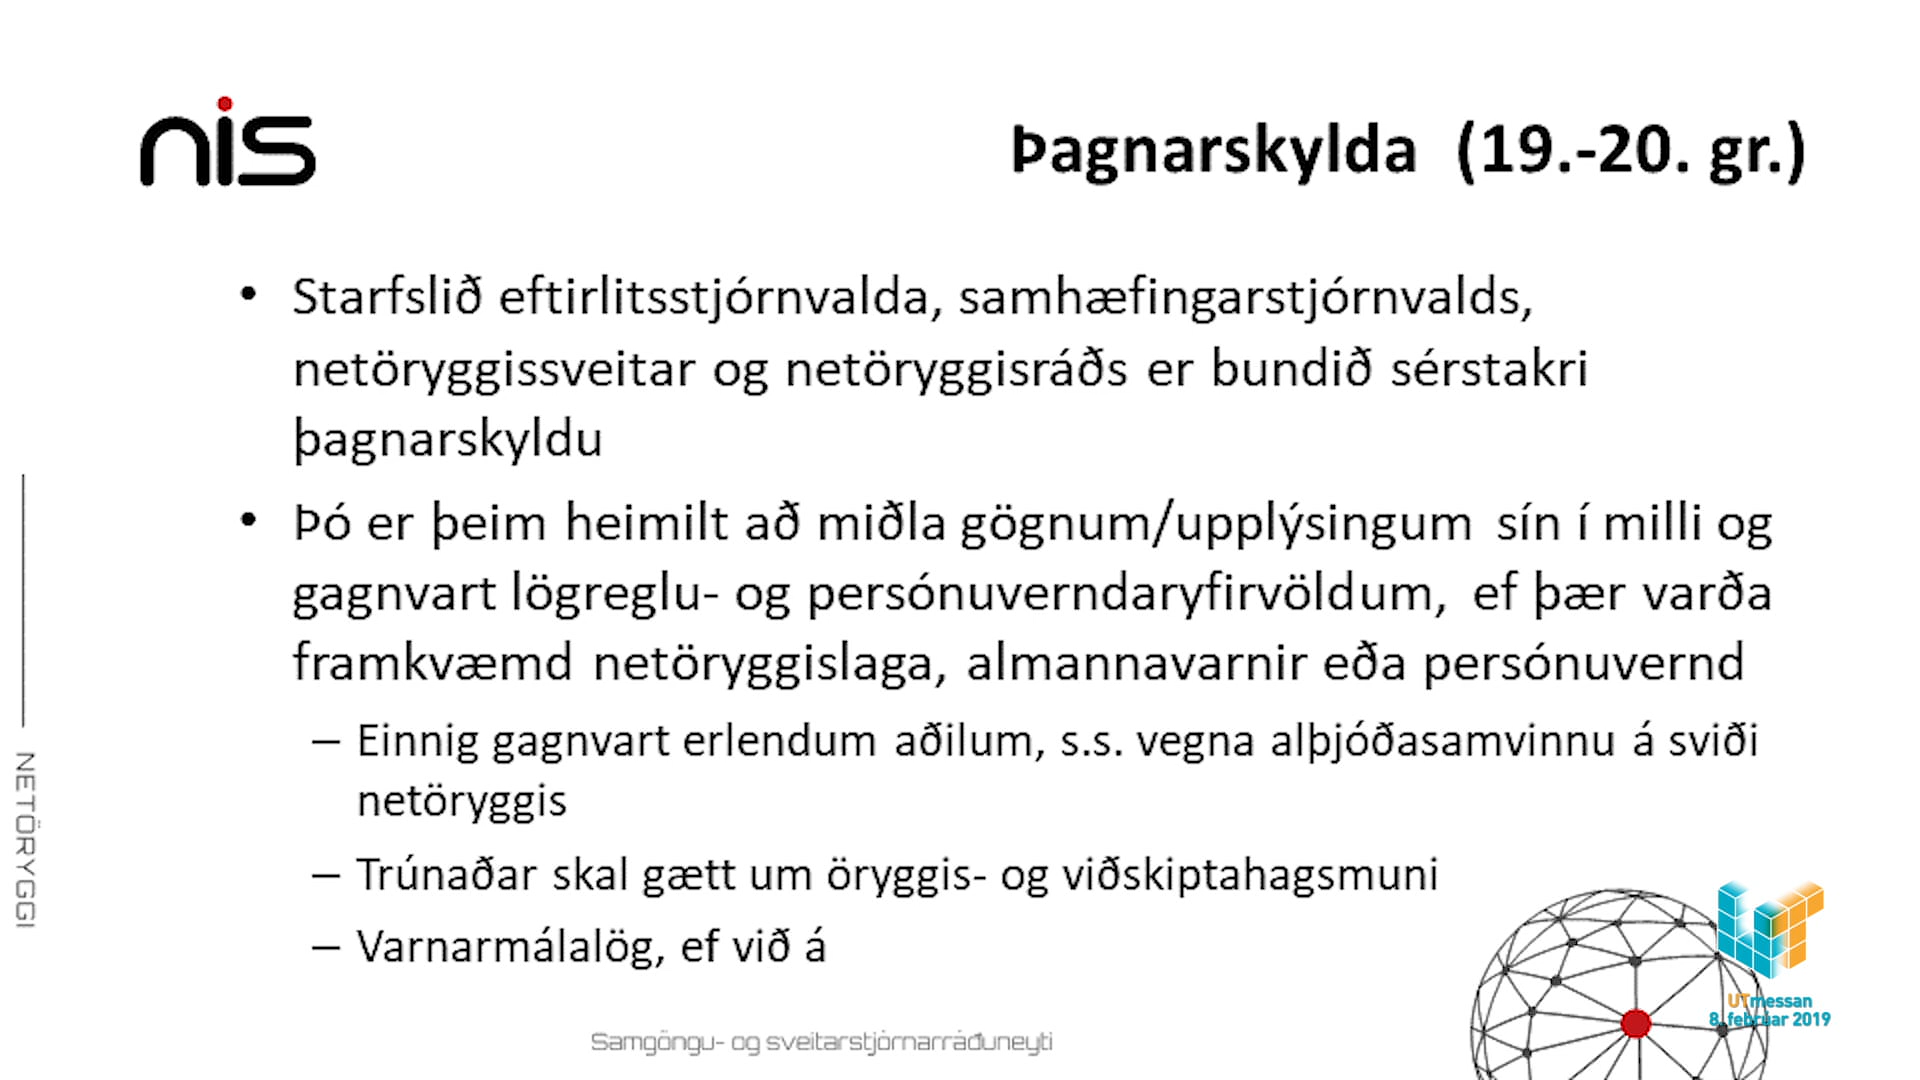 nis
Þagnarskylda (19.-20. gr.)
• Starfslið eftirlitsstjórnvalda, samhæfingarstjórnvalds,
netöryggissveitar og netöryggisráðs er bundið sérstakri
þagnarskyldu
• Þó er þeim heimilt að miðla gögnum/upplýsingum sín í milli og
gagnvart lögreglu- og persónuverndaryfirvöldum, ef þær varða
framkvæmd netöryggislaga, almannavarnir eða persónuvernd
– Einnig gagnvart erlendum aðilum, s.s. vegna alþjóðasamvinnu á sviði
netöryggis
– Trúnaðar skal gætt um öryggis- og viðskiptahagsmuni
– Varnarmálalög, ef við á
NETÖRYGGI
Samgöngu- og sveitarstjórnarráðuneyti
UTmessan
8. febrúar 2019